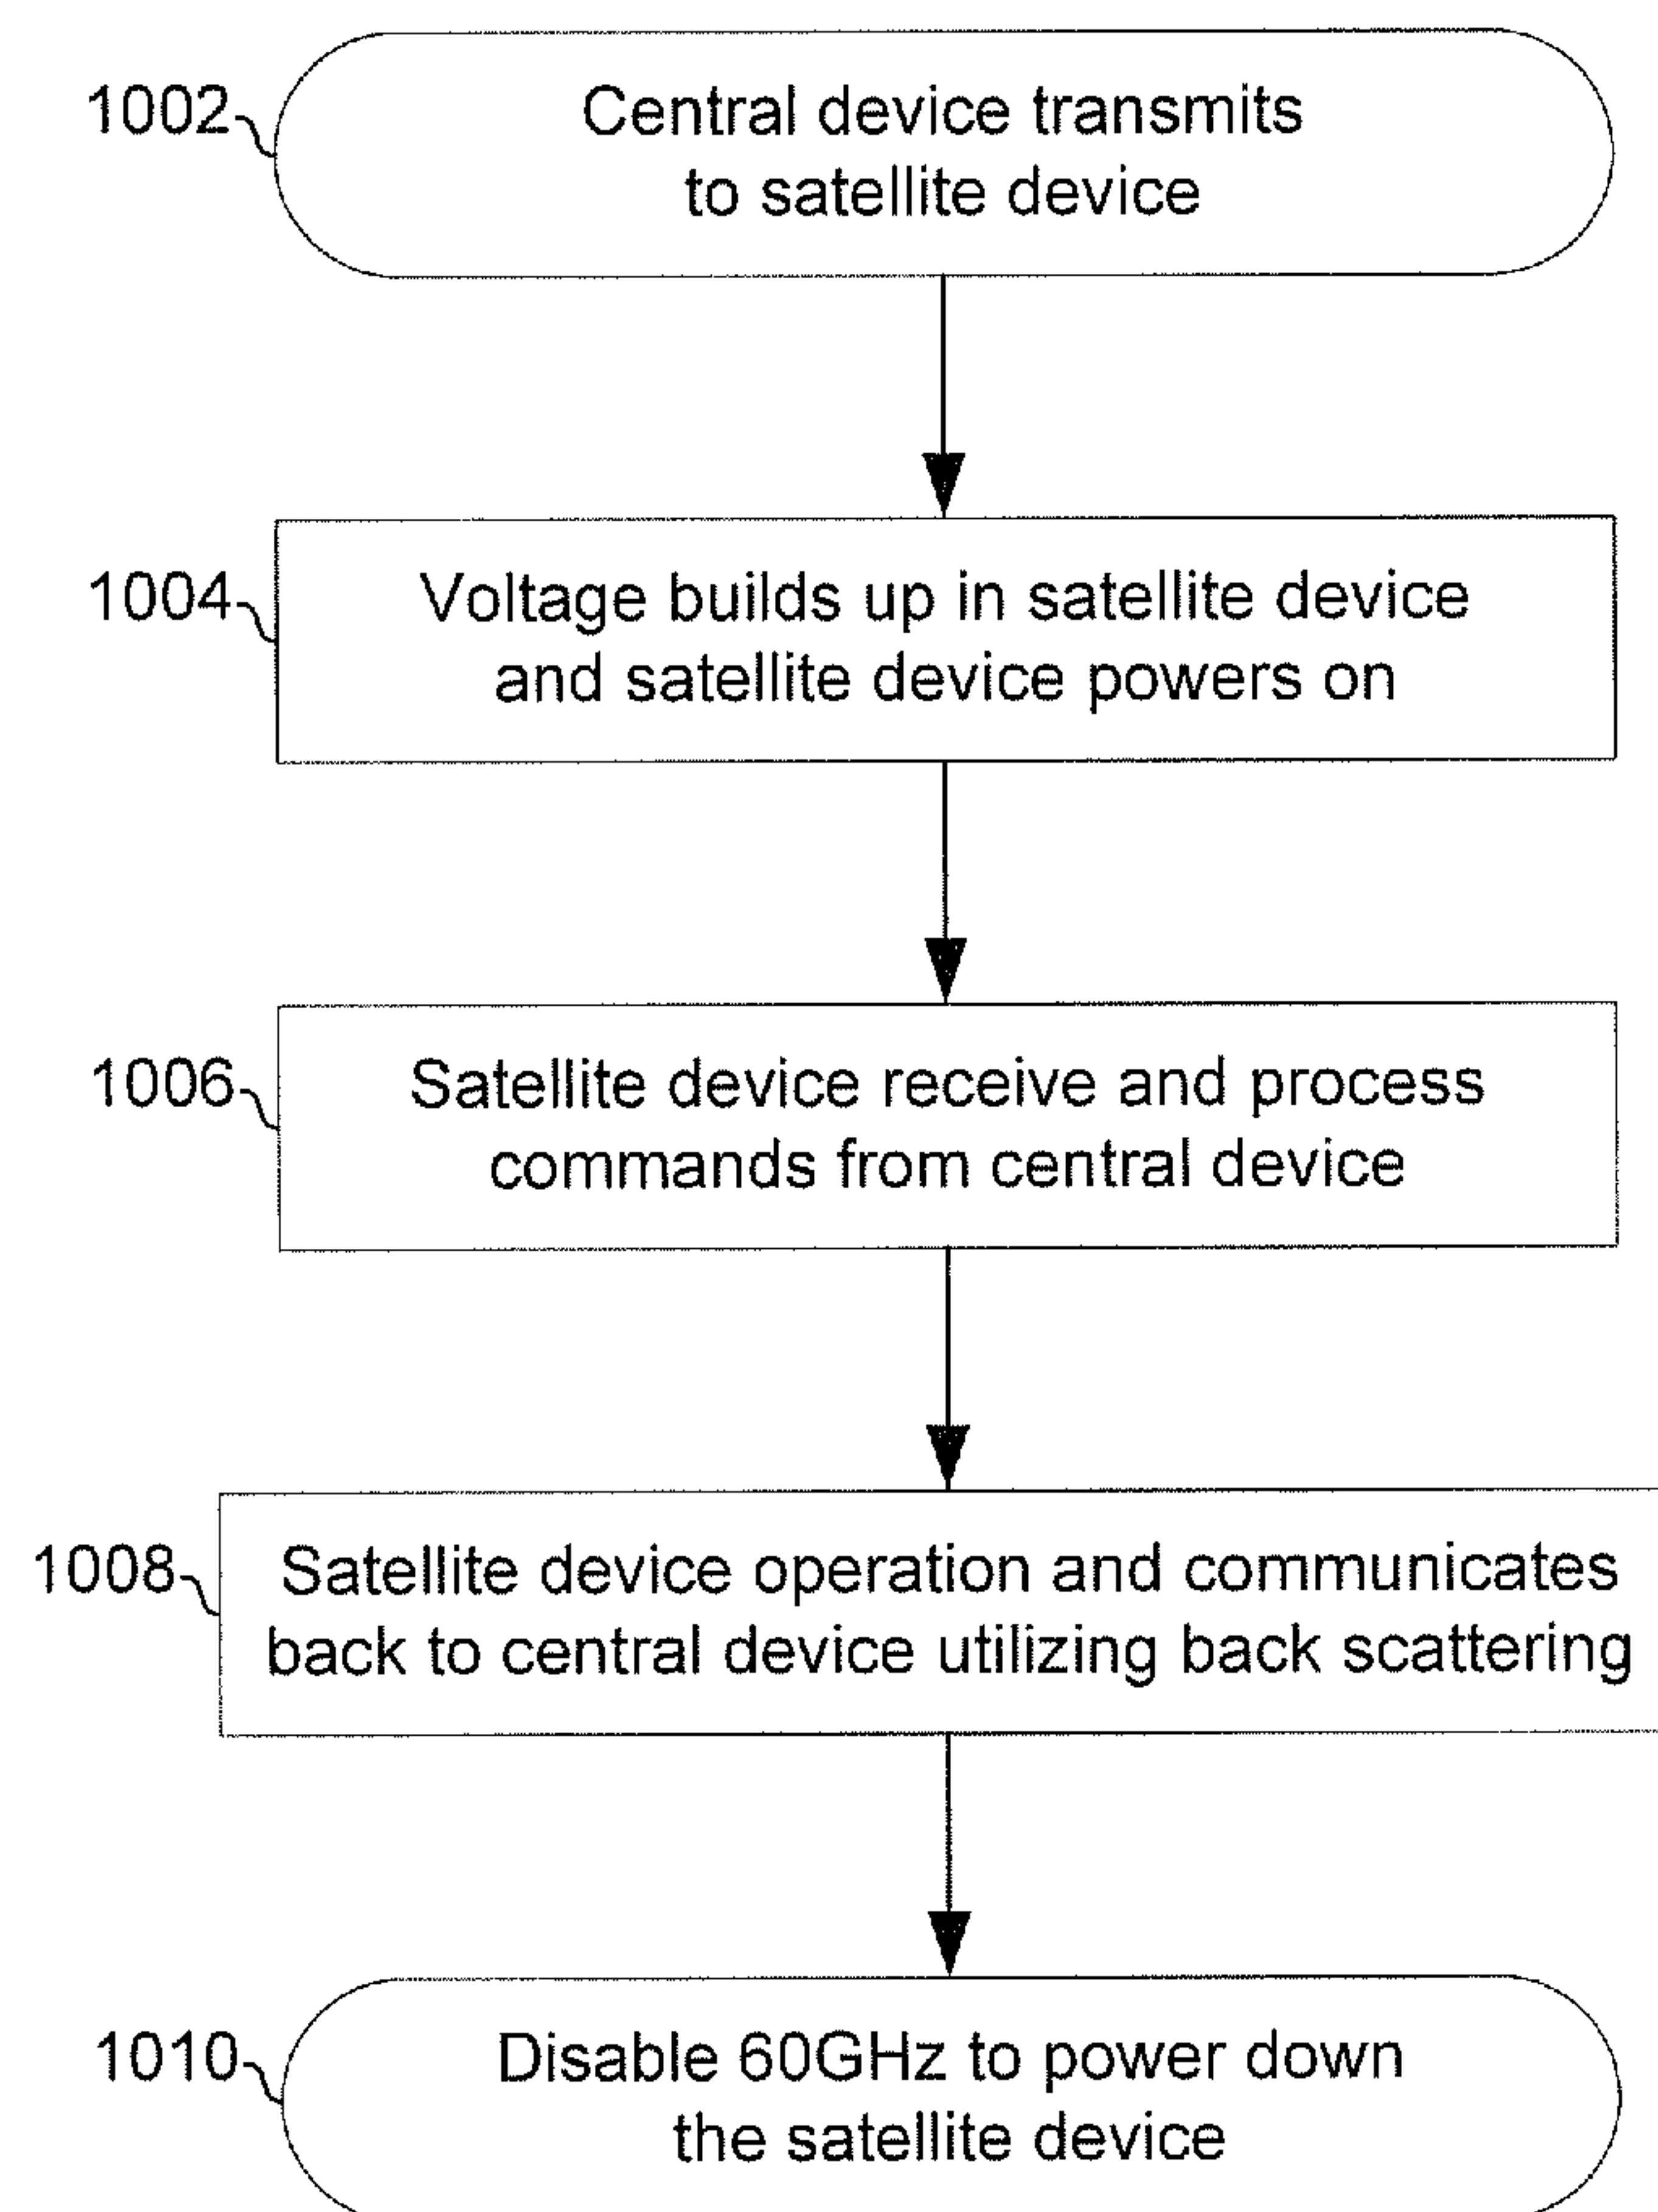 1002
Central device transmits
to satellite device
1004
Voltage builds up in satellite device
and satellite device powers on
1006
Satellite device receive and process
commands from central device
1008
Satellite device operation and communicates
back to central device utilizing back scattering
1010
Disable 60GHz to power down
the satellite device